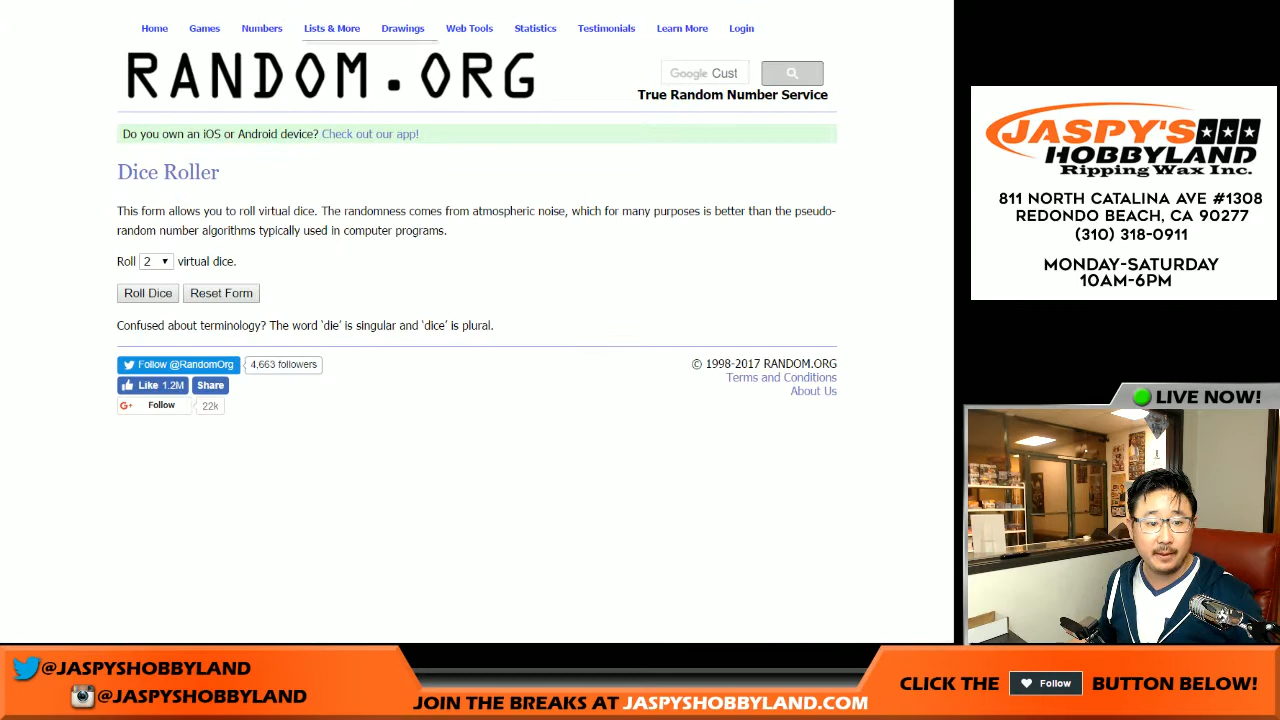 Home Games Numbers Lists & More Drawings Web Tools Statistics Testimonials Learn More Login
RANDOM.ORG
Google Cust
True Random Number Service
Do you own an iOS or Android device? Check out our app!
Dice Roller
This form allows you to roll virtual dice. The randomness comes from atmospheric noise, which for many purposes is better than the pseudo-
random number algorithms typically used in computer programs.
Roll 2 virtual dice.
Roll Dice Reset Form
Confused about terminology? The word ‘die’ is singular and ‘dice’ is plural.
Follow @RandomOrg 4,663 followers
Like 1.2M Share
G+ Follow 22k
© 1998-2017 RANDOM.ORG
Terms and Conditions
About Us
JASPY'S
HOBBYLAND
Ripping Wax Inc.
811 NORTH CATALINA AVE #1308
REDONDO BEACH, CA 90277
(310) 318-0911
MONDAY-SATURDAY
10AM-6PM
LIVE NOW!
@JASPYSHOBBYLAND
@JASPYSHOBBYLAND
JOIN THE BREAKS AT JASPYSHOBBYLAND.COM
CLICK THE Follow BUTTON BELOW!